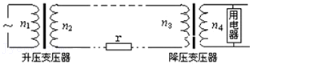 ~ n₁ n₂ n₃ n₄ 用电器
r
升压变压器 降压变压器